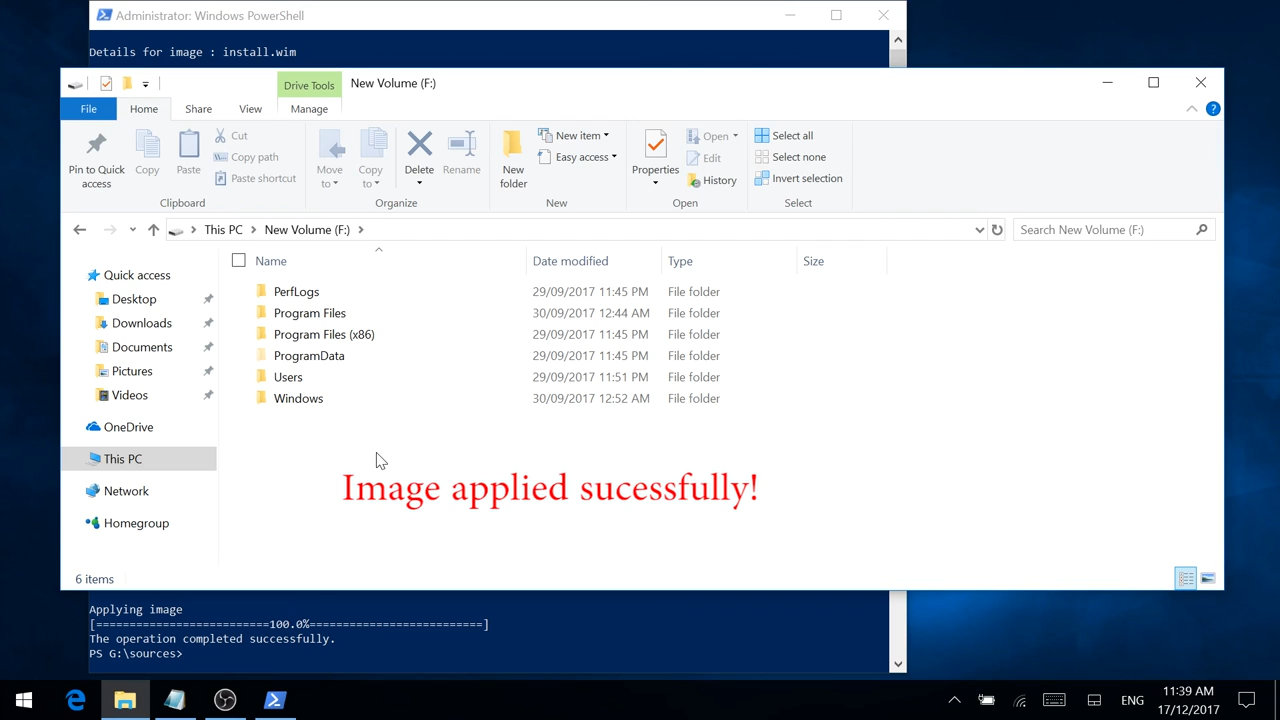 Administrator: Windows PowerShell
Details for image : install.wim
Drive Tools
New Volume (F:)
File
Home
Share
View
Manage
Pin to Quick access
Copy
Paste
Cut
Copy path
Paste shortcut
Clipboard
Move to
Copy to
Delete
Rename
Organize
New folder
New item
Easy access
New
Properties
Open
Edit
History
Open
Select all
Select none
Invert selection
Select
This PC
New Volume (F:)
Search New Volume (F:)
Name Date modified Type Size
Quick access
Desktop
Downloads
Documents
Pictures
Videos
OneDrive
This PC
Network
Homegroup
PerfLogs 29/09/2017 11:45 PM File folder
Program Files 30/09/2017 12:44 AM File folder
Program Files (x86) 29/09/2017 11:45 PM File folder
ProgramData 29/09/2017 11:45 PM File folder
Users 29/09/2017 11:51 PM File folder
Windows 30/09/2017 12:52 AM File folder
Image applied sucessfully!
6 items
Applying image
[==========================100.0%==========================]
The operation completed successfully.
PS G:\sources>
ENG
11:39 AM
17/12/2017